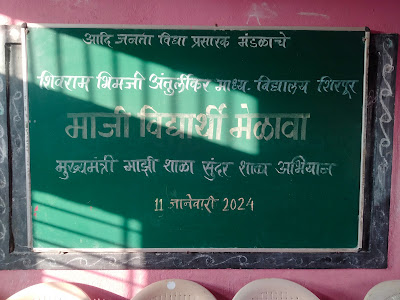 आदि जनता विद्या प्रसारक मंडळाचे
शिवराम भिमजी अंतुर्लीकर माध्य. विद्यालय शिरपूर
माजी विद्यार्थी मेळावा
मुख्यमंत्री माझी शाळा सुंदर शाळा अभियान
11 जानेवारी 2024